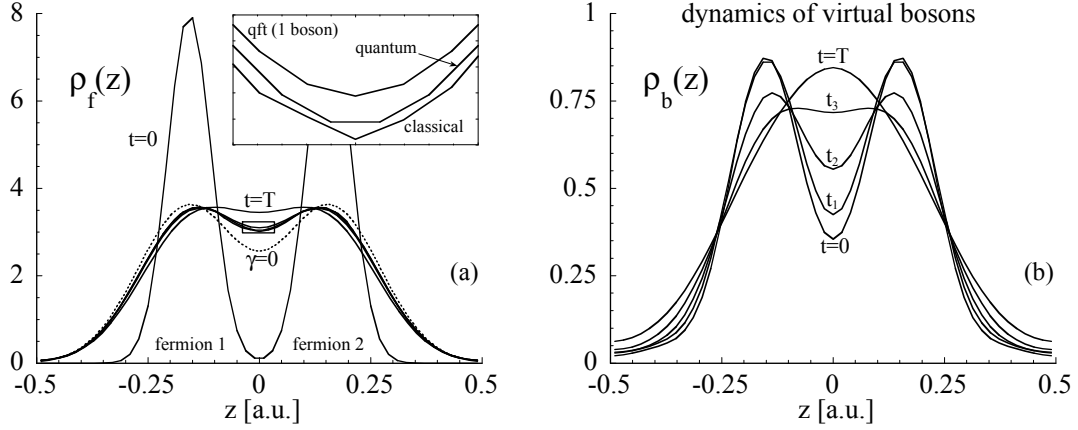 qft (1 boson)
quantum
classical
8
6
4
2
0
ρf(z)
t=0
t=T
γ=0
(a)
fermion 1
fermion 2
-0.5
-0.25
0
0.25
0.5
z [a.u.]
dynamics of virtual bosons
1
0.75
0.5
0.25
0
ρb(z)
t=T
t3
t2
t1
t=0
(b)
-0.5
-0.25
0
0.25
0.5
z [a.u.]